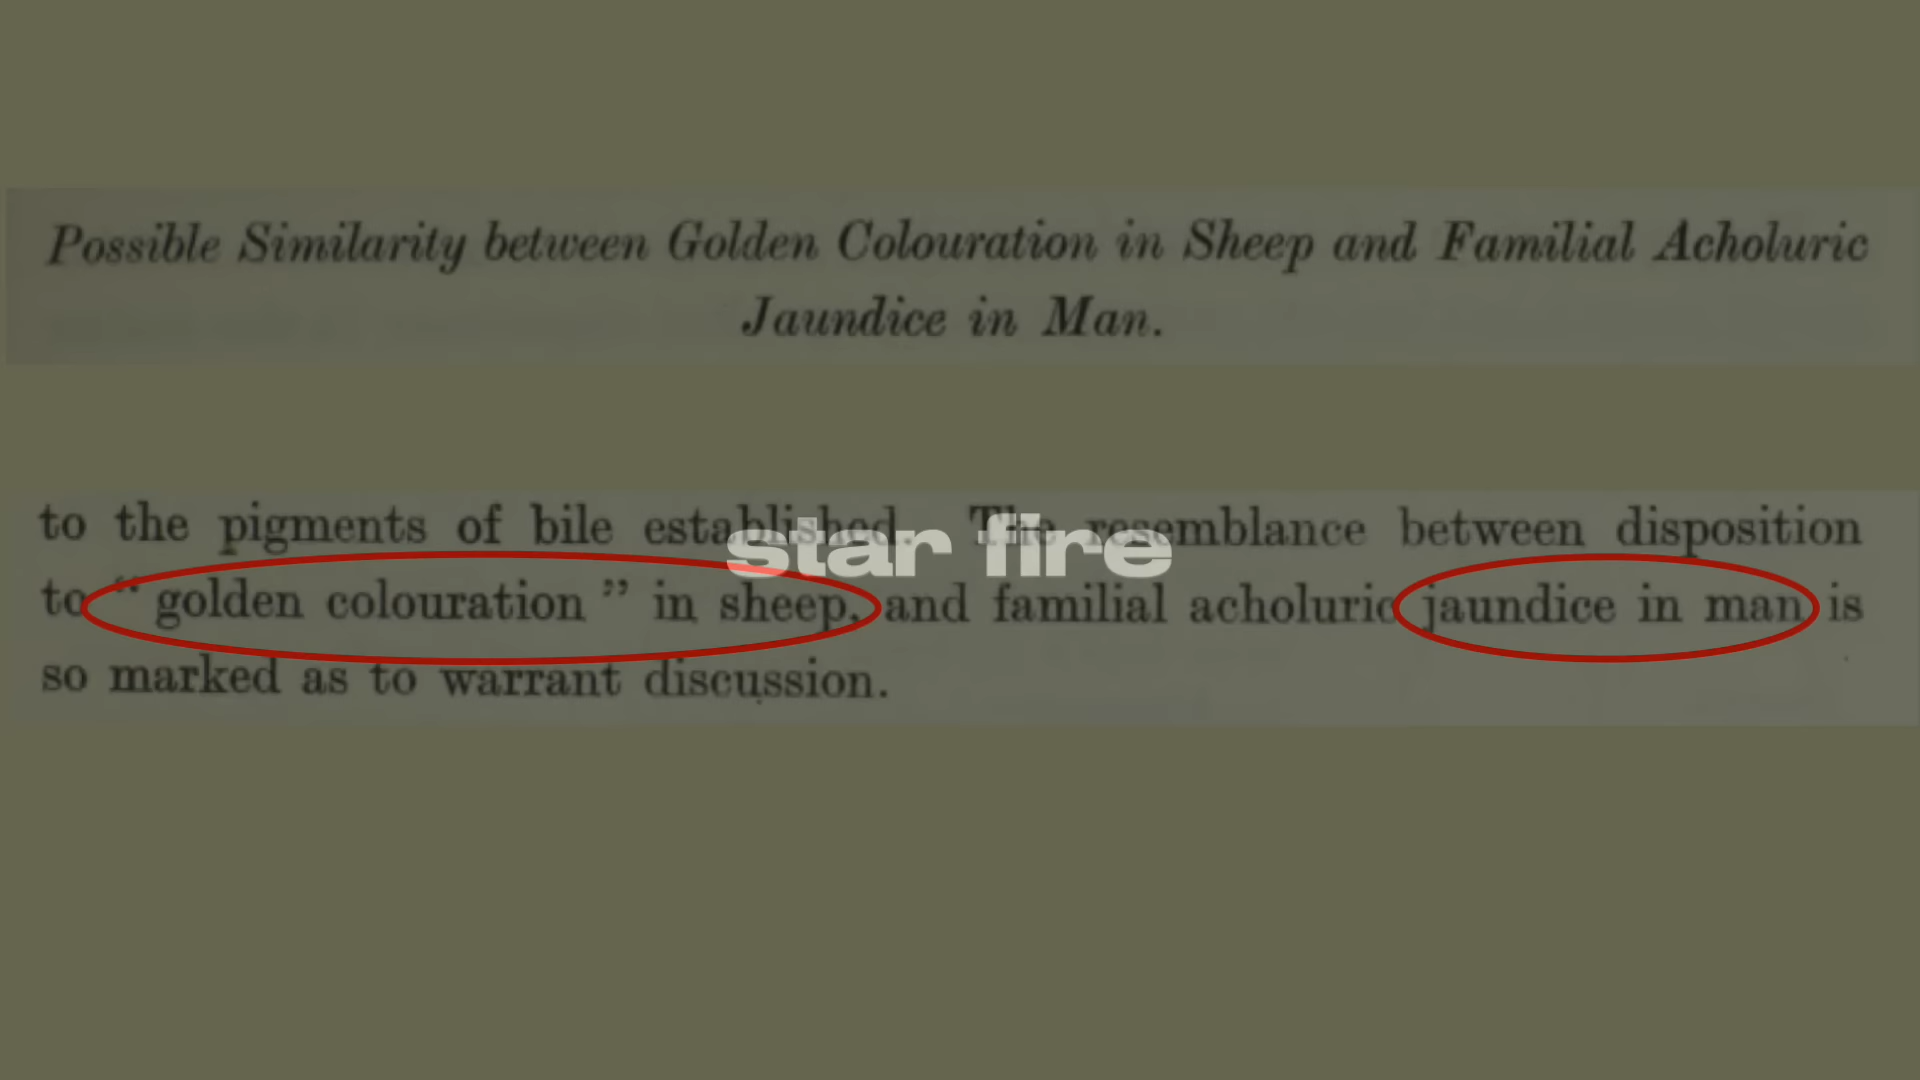 Possible Similarity between Golden Colouration in Sheep and Familial Acholuric
Jaundice in Man.
to the pigments of bile established. The resemblance between disposition
star fire
to “ golden colouration ” in sheep, and familial acholuric jaundice in man is
so marked as to warrant discussion.